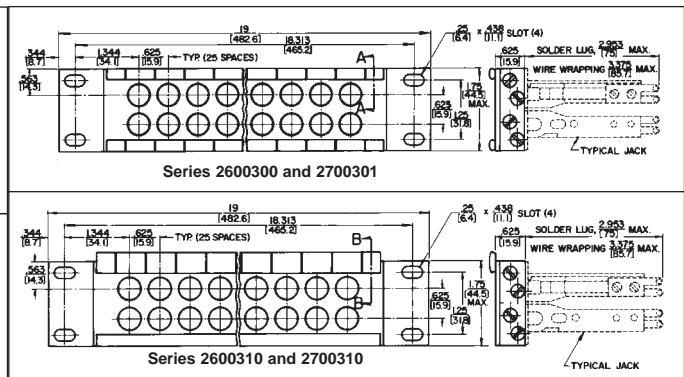 19
[482.6]
18.313
[465.2]
.25 x .438 SLOT (4)
[6.4] [11.1]
.344
[8.7]
1.344
[34.1]
.625
[15.9]
TYP. (25 SPACES)
A
A
.563
[14.3]
.625
[15.9]
1.25
[31.8]
1.75
[44.5]
MAX.
.625
[15.9]
SOLDER LUG, 2.953 MAX.
[75]
WIRE WRAPPING 3.375 MAX.
[85.7]
TYPICAL JACK
Series 2600300 and 2700301
19
[482.6]
18.313
[465.2]
.25 x .438 SLOT (4)
[6.4] [11.1]
.344
[8.7]
1.344
[34.1]
.625
[15.9]
TYP. (25 SPACES)
B
B
.563
[14.3]
.625
[15.9]
1.25
[31.8]
1.75
[44.5]
MAX.
.625
[15.9]
SOLDER LUG, 2.953 MAX.
[75]
WIRE WRAPPING 3.375 MAX.
[85.7]
TYPICAL JACK
Series 2600310 and 2700310